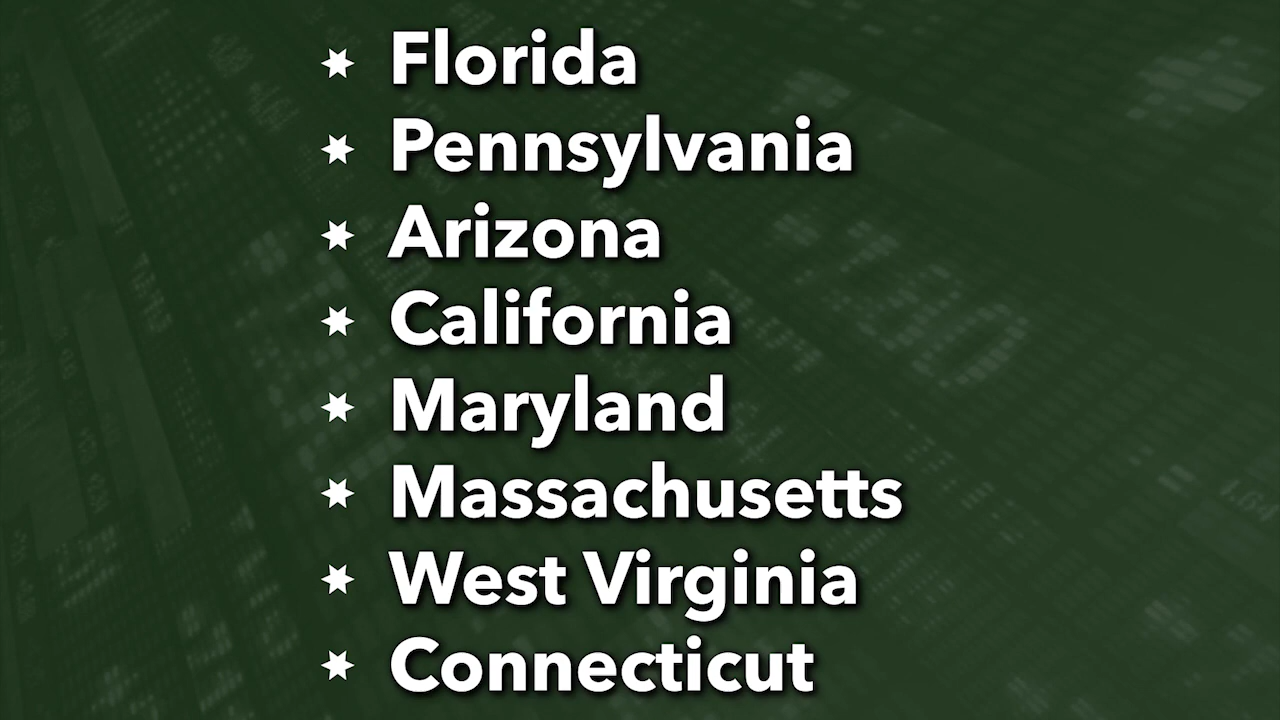 ✶ Florida
✶ Pennsylvania
✶ Arizona
✶ California
✶ Maryland
✶ Massachusetts
✶ West Virginia
✶ Connecticut